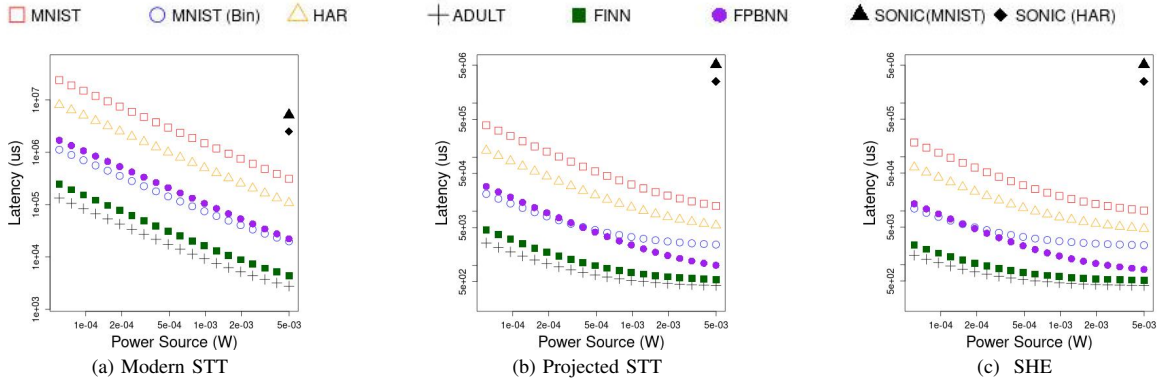 MNIST MNIST (Bin) HAR ADULT FINN FPBNN SONIC(MNIST) SONIC (HAR)
Latency (us)
1e+07
1e+06
1e+05
1e+04
1e+03
1e-04 2e-04 5e-04 1e-03 2e-03 5e-03
Power Source (W)
(a) Modern STT
Latency (us)
5e+06
5e+05
5e+04
5e+03
5e+02
1e-04 2e-04 5e-04 1e-03 2e-03 5e-03
Power Source (W)
(b) Projected STT
Latency (us)
5e+06
5e+05
5e+04
5e+03
5e+02
1e-04 2e-04 5e-04 1e-03 2e-03 5e-03
Power Source (W)
(c) SHE